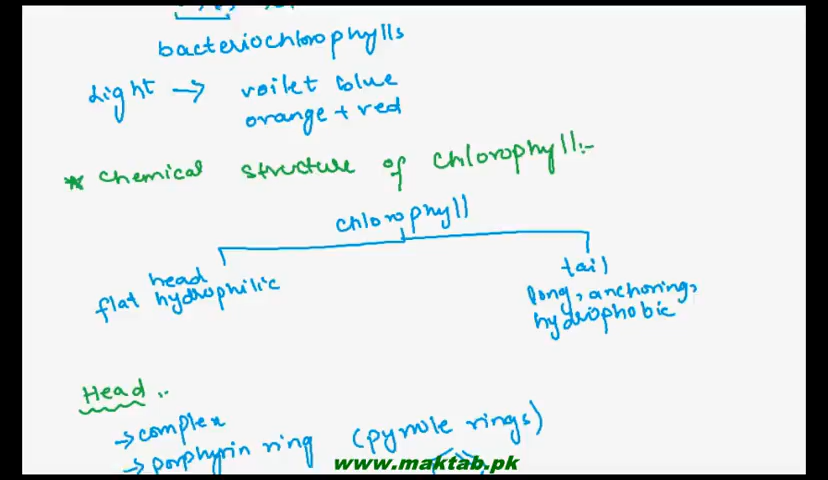 bacteriochlorophylls
Light → voilet blue
orange + red
* chemical structure of chlorophyll:-
chlorophyll
head
flat hydrophilic
tail
long, anchoring,
hydrophobic
Head :-
→ complex
→ porphyrin ring (pyrrole rings)
www.maktab.pk